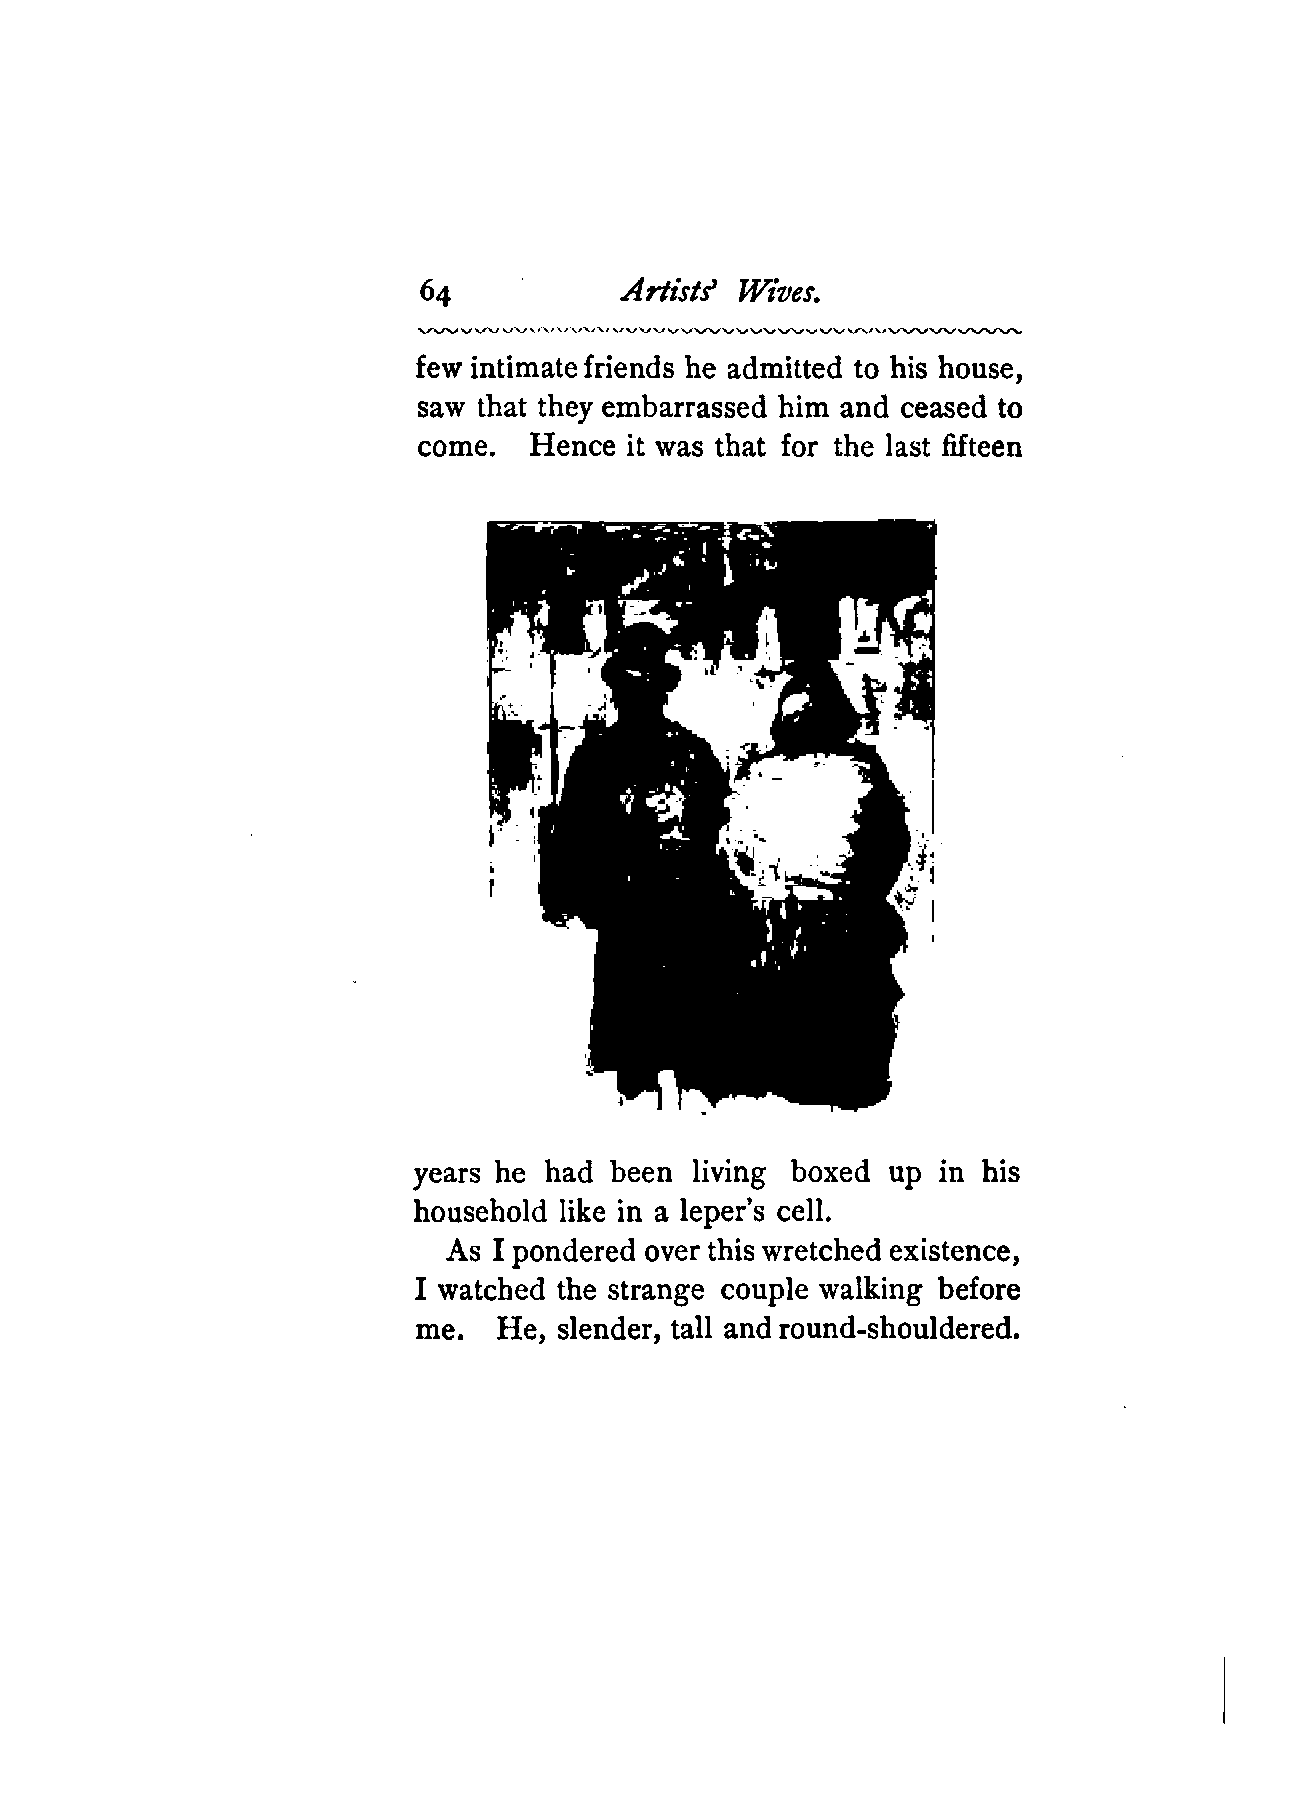 64 Artists' Wives.
few intimate friends he admitted to his house,
saw that they embarrassed him and ceased to
come. Hence it was that for the last fifteen
years he had been living boxed up in his
household like in a leper's cell.
As I pondered over this wretched existence,
I watched the strange couple walking before
me. He, slender, tall and round-shouldered.